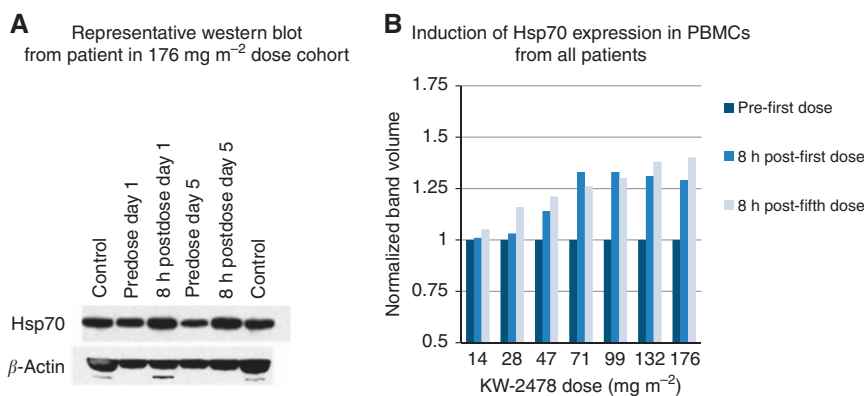 A
Representative western blot
from patient in 176 mg m−2 dose cohort
Control
Predose day 1
8 h postdose day 1
Predose day 5
8 h postdose day 5
Control
Hsp70
β-Actin
B
Induction of Hsp70 expression in PBMCs
from all patients
Normalized band volume
1.75
1.5
1.25
1
0.75
0.5
14 28 47 71 99 132 176
KW-2478 dose (mg m−2)
Pre-first dose
8 h post-first dose
8 h post-fifth dose